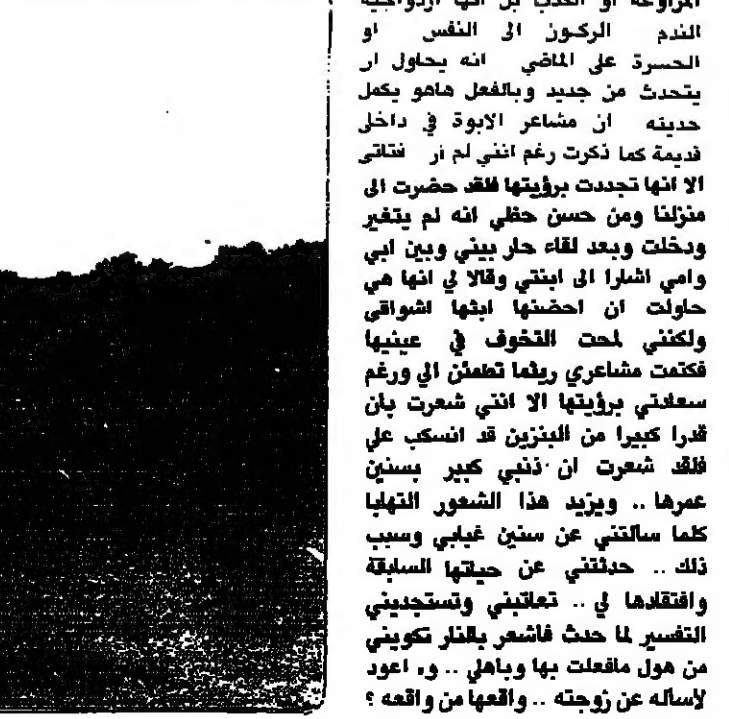 المراوحة او الكذب بل انها ازدواجية
الندم الركون الى النفس او
الحسرة على الماضي انه يحاول ان
يتحدث من جديد وبالفعل هاهو يكمل
حديثه ان مشاعر الابوة في داخلي
قديمة كما ذكرت رغم انني لم ار فتاتي
الا انها تجددت برؤيتها فلقد حضرت الى
منزلنا ومن حسن حظي انه لم يتغير
ودخلت وبعد لقاء حار بيني وبين ابي
وامي اشارا الى ابنتي وقالا لي انها هي
حاولت ان احضنها ابثها اشواقي
ولكنني لمحت التخوف في عينيها
فكتمت مشاعري ريثما تطمئن الي ورغم
سعادتي برؤيتها الا انني شعرت بان
قدرا كبيرا من البنزين قد انسكب علي
فلقد شعرت ان ذنبي كبير بسنين
عمرها .. ويزيد هذا الشعور التهابا
كلما سألتني عن سنين غيابي وسبب
ذلك .. حدثتني عن حياتها السابقة
وافتقادها لي .. تعاتبني وتستجديني
التفسير لما حدث فاشعر بالنار تكويني
من هول مافعلت بها وباهلي .. و، اعود
لأسأله عن زوجته .. واقعها من واقعه ؟